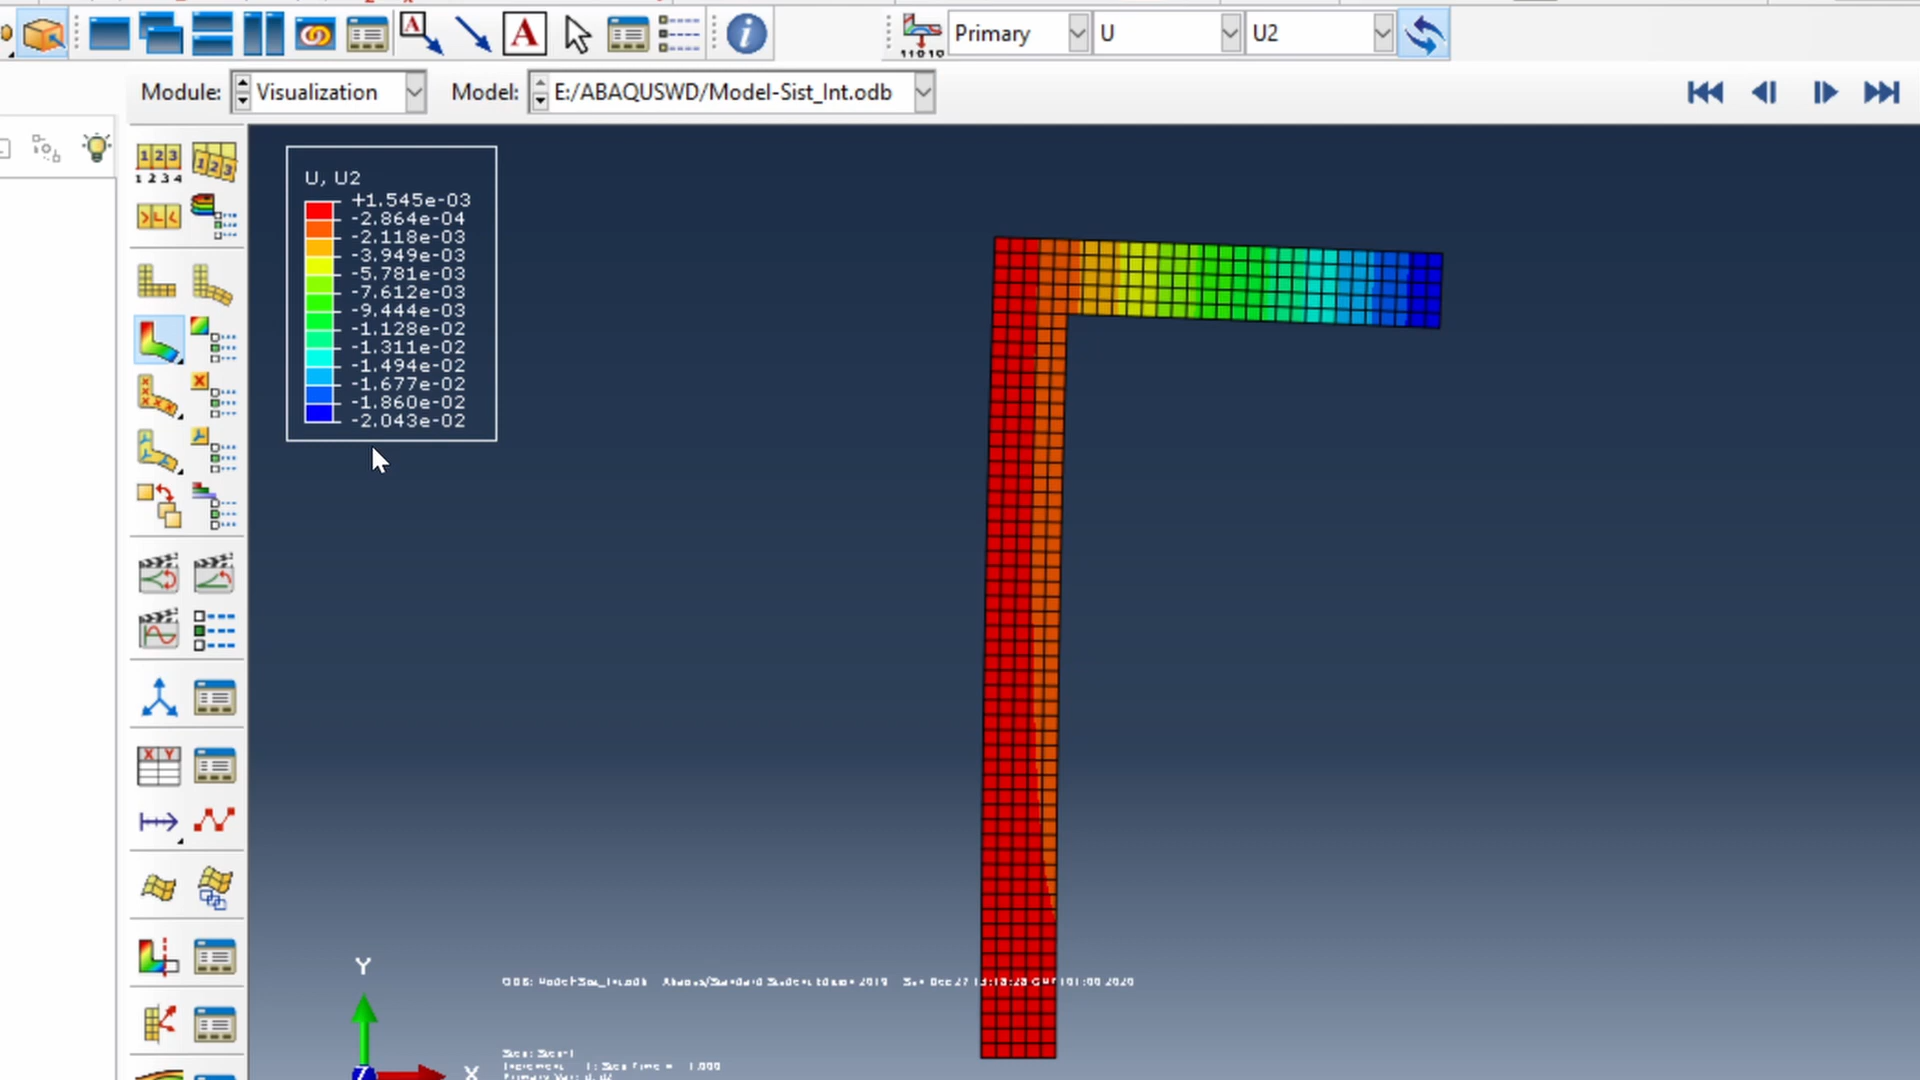 Primary U U2
Module: Visualization Model: E:/ABAQUSWD/Model-Sist_Int.odb
U, U2
+1.545e-03
-2.864e-04
-2.118e-03
-3.949e-03
-5.781e-03
-7.612e-03
-9.444e-03
-1.128e-02
-1.311e-02
-1.494e-02
-1.677e-02
-1.860e-02
-2.043e-02
Y
X
Z